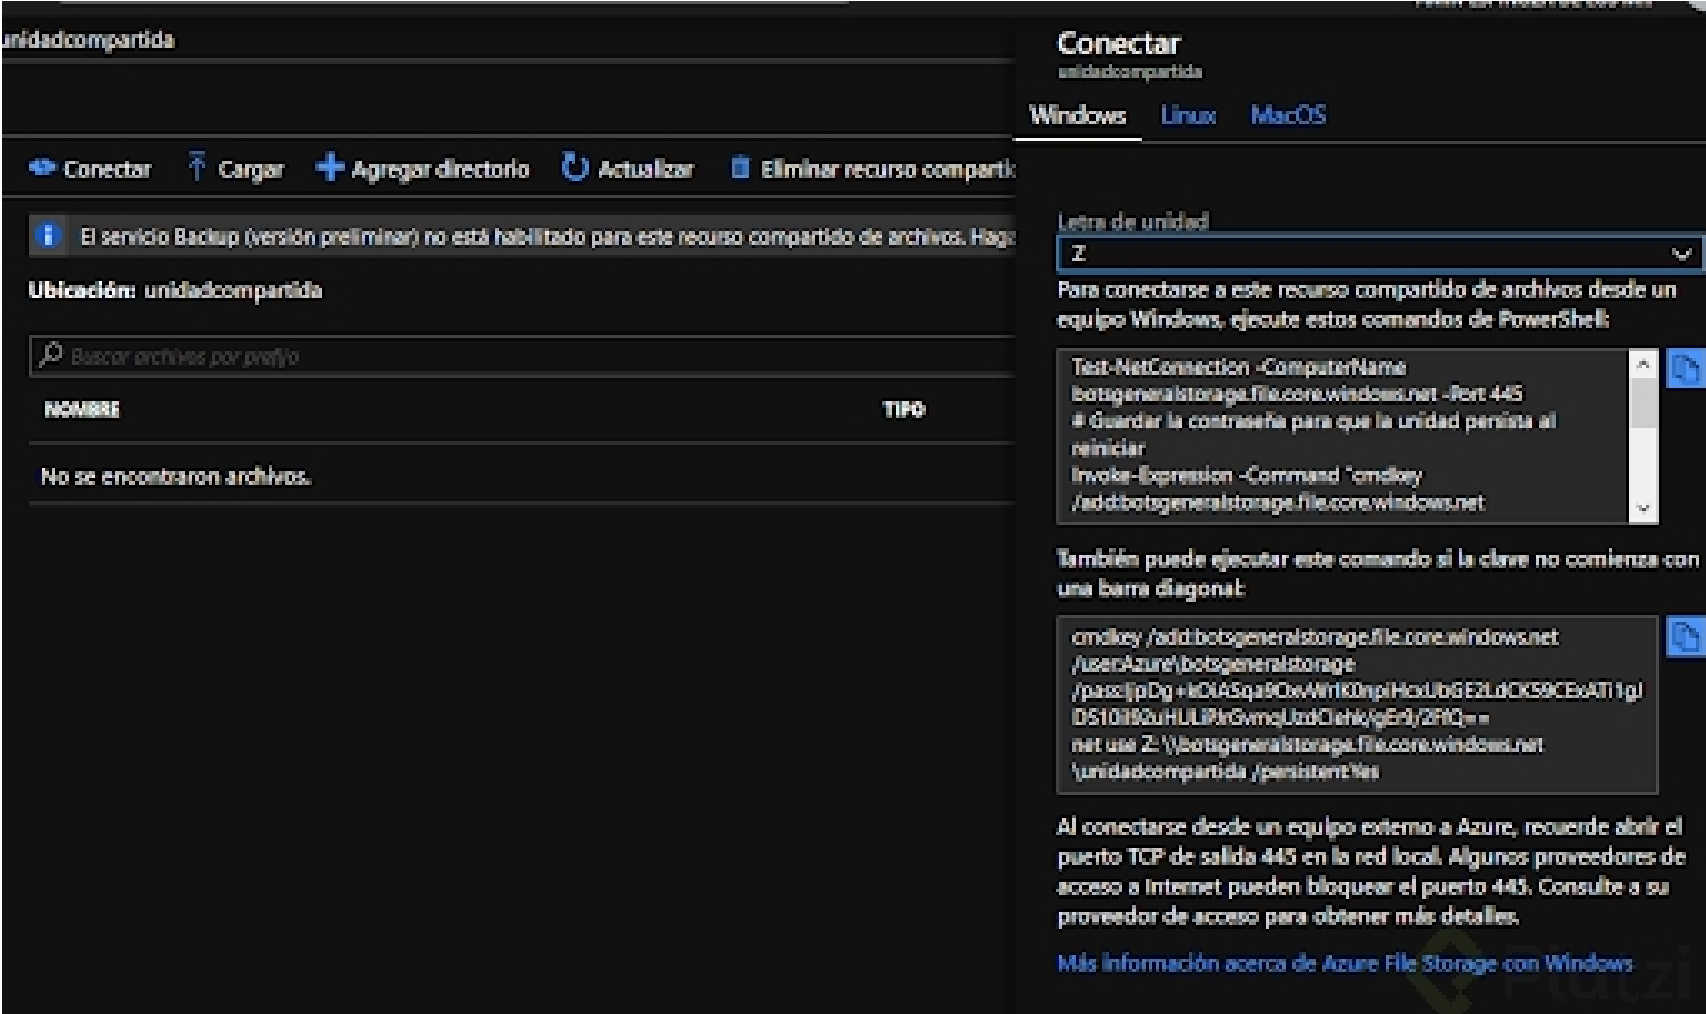 unidadcompartida
Conectar
unidadcompartida
Windows Linux MacOS
Conectar Cargar Agregar directorio Actualizar Eliminar recurso
El servicio Backup (versión preliminar) no está habilitado para este recurso compartido de archivos.
Ubicación: unidadcompartida
Buscar archivos por prefijo
NOMBRE TIPO
No se encontraron archivos.
Letra de unidad
Z
Para conectarse a este recurso compartido de archivos desde un
equipo Windows, ejecute estos comandos de PowerShell:
Test-NetConnection -ComputerName
botsgeneralstorage.file.core.windows.net -Port 445
# Guardar la contraseña para que la unidad persista al
reiniciar
Invoke-Expression -Command "cmdkey
/add:botsgeneralstorage.file.core.windows.net
También puede ejecutar este comando si la clave no comienza con
una barra diagonal:
cmdkey /add:botsgeneralstorage.file.core.windows.net
/user:Azure\botsgeneralstorage
net use Z: \\botsgeneralstorage.file.core.windows.net
\unidadcompartida /persistent:Yes
Al conectarse desde un equipo externo a Azure, recuerde abrir el
puerto TCP de salida 445 en la red local. Algunos proveedores de
acceso a Internet pueden bloquear el puerto 445. Consulte a su
proveedor de acceso para obtener más detalles.
Más información acerca de Azure File Storage con Windows
Platzi